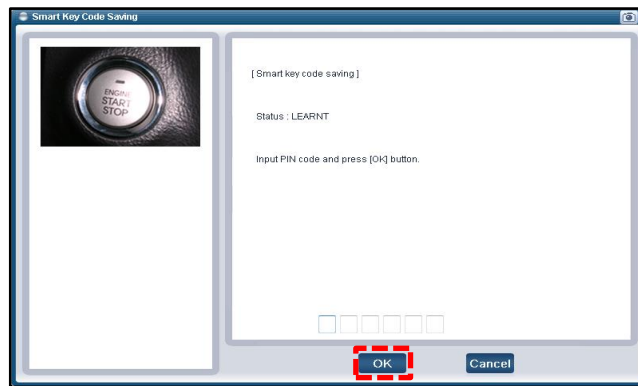 Smart Key Code Saving
ENGINE
START
STOP
[ Smart key code saving ]
Status : LEARNT
Input PIN code and press [OK] button.
OK
Cancel